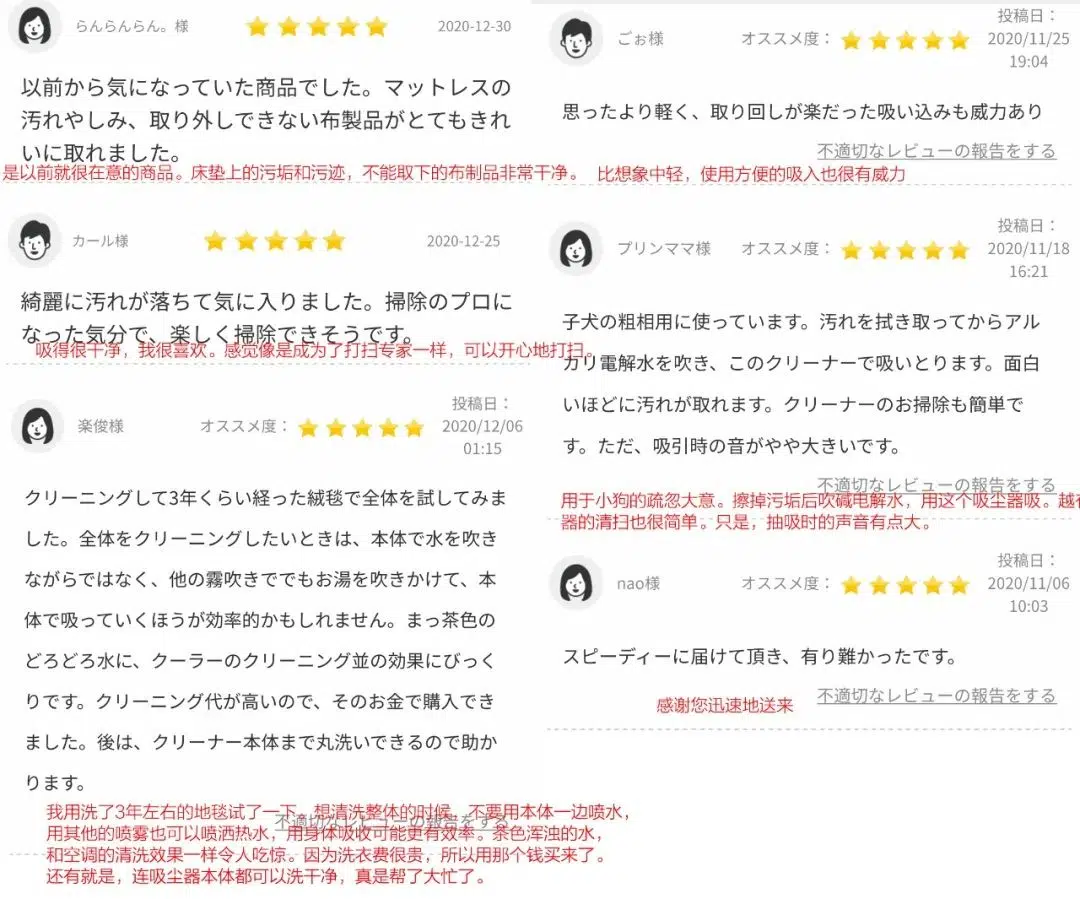 らんらんらん。様
2020-12-30
以前から気になっていた商品でした。マットレスの
汚れやしみ、取り外しできない布製品がとてもきれ
いに取れました。
是以前就很在意的商品。床垫上的污垢和污迹，不能取下的布制品非常干净。
カール様
2020-12-25
綺麗に汚れが落ちて気に入りました。掃除のプロに
なった気分で、楽しく掃除できそうです。
吸得很干净，我很喜欢。感觉像是成为了打扫专家一样，可以开心地打扫。
楽俊様
オススメ度：
投稿日：
2020/12/06
01:15
クリーニングして3年くらい経った絨毯で全体を試してみま
した。全体をクリーニングしたいときは、本体で水を吹き
ながらではなく、他の霧吹きででもお湯を吹きかけて、本
体で吸っていくほうが効率的かもしれません。まっ茶色の
どろどろ水に、クーラーのクリーニング並の効果にびっく
りです。クリーニング代が高いので、そのお金で購入でき
ました。後は、クリーナー本体まで丸洗いできるので助か
ります。
不適切なレビューの報告をする
我用洗了3年左右的地毯试了一下。想清洗整体的时候，不要用本体一边喷水，
用其他的喷雾也可以喷洒热水，用身体吸收可能更有效率。茶色浑浊的水，
和空调的清洗效果一样令人吃惊。因为洗衣费很贵，所以用那个钱买来了。
还有就是，连吸尘器本体都可以洗干净，真是帮了大忙了。
ごぉ様
オススメ度：
投稿日：
2020/11/25
19:04
思ったより軽く、取り回しが楽だった吸い込みも威力あり
不適切なレビューの報告をする
比想象中轻，使用方便的吸入也很有威力
プリンママ様
オススメ度：
投稿日：
2020/11/18
16:21
子犬の粗相用に使っています。汚れを拭き取ってからアル
カリ電解水を吹き、このクリーナーで吸いとります。面白
いほどに汚れが取れます。クリーナーのお掃除も簡単で
す。ただ、吸引時の音がやや大きいです。
不適切なレビューの報告をする
用于小狗的疏忽大意。擦掉污垢后吹碱电解水，用这个吸尘器吸。越
器的清扫也很简单。只是，抽吸时的声音有点大。
nao様
オススメ度：
投稿日：
2020/11/06
10:03
スピーディーに届けて頂き、有り難かったです。
不適切なレビューの報告をする
感谢您迅速地送来